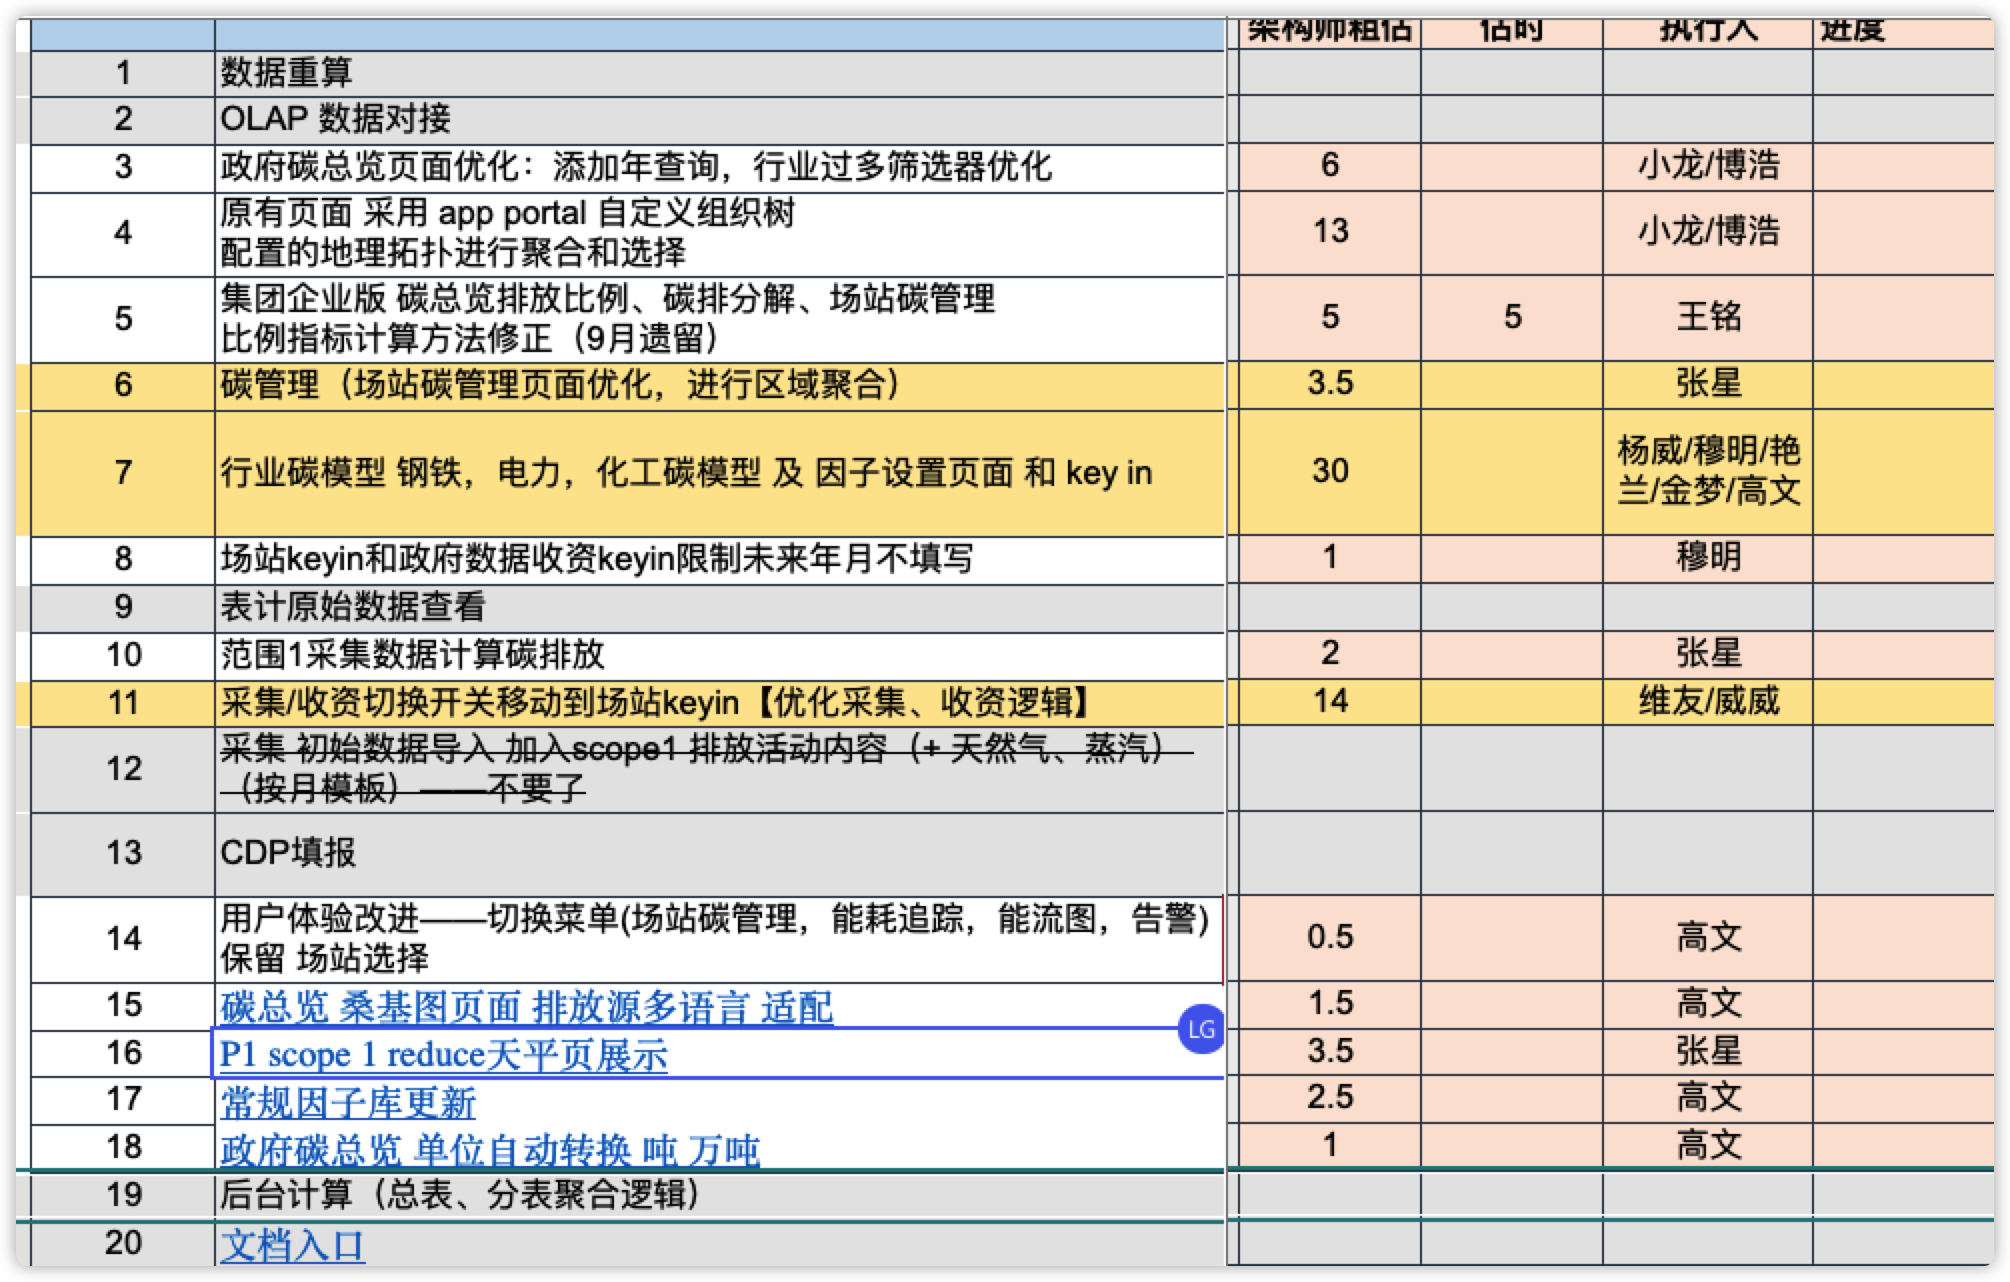 架构师粗估 估时 执行人 进度
1 数据重算
2 OLAP 数据对接
3 政府碳总览页面优化：添加年查询，行业过多筛选器优化 6 小龙/博浩
4 原有页面 采用 app portal 自定义组织树
配置的地理拓扑进行聚合和选择 13 小龙/博浩
5 集团企业版 碳总览排放比例、碳排分解、场站碳管理
比例指标计算方法修正（9月遗留） 5 5 王铭
6 碳管理（场站碳管理页面优化，进行区域聚合） 3.5 张星
7 行业碳模型 钢铁，电力，化工碳模型 及 因子设置页面 和 key in 30 杨威/穆明/艳
兰/金梦/高文
8 场站keyin和政府数据收资keyin限制未来年月不填写 1 穆明
9 表计原始数据查看
10 范围1采集数据计算碳排放 2 张星
11 采集/收资切换开关移动到场站keyin【优化采集、收资逻辑】 14 维友/威威
12 采集 初始数据导入 加入scope1 排放活动内容（+ 天然气、蒸汽）
（按月模板）——不要了
13 CDP填报
14 用户体验改进——切换菜单(场站碳管理，能耗追踪，能流图，告警)
保留 场站选择 0.5 高文
15 碳总览 桑基图页面 排放源多语言 适配 1.5 高文
LG
16 P1 scope 1 reduce天平页展示 3.5 张星
17 常规因子库更新 2.5 高文
18 政府碳总览 单位自动转换 吨 万吨 1 高文
19 后台计算（总表、分表聚合逻辑）
20 文档入口